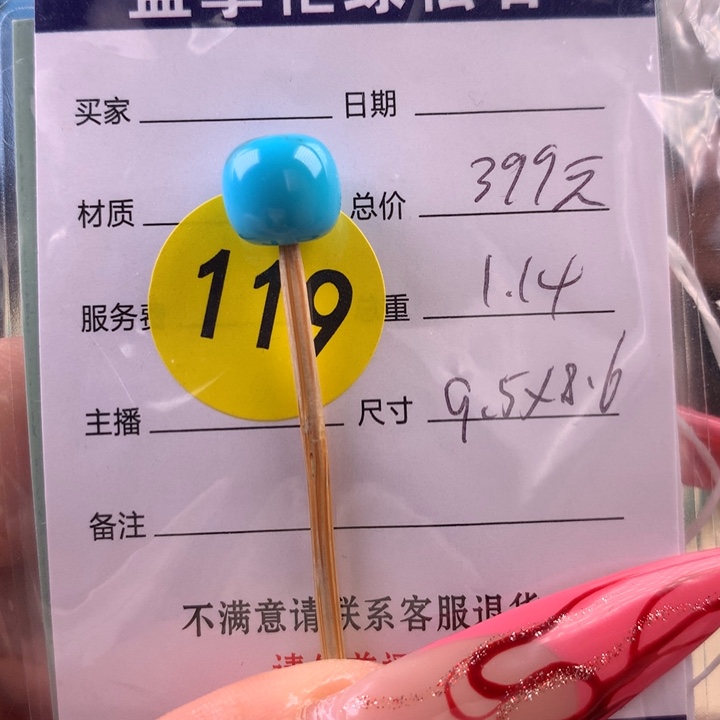 买家 日期
材质 总价 399元
119
服务费 总重 1.14
主播 尺寸 9.5x8.6
备注
不满意请联系客服退货